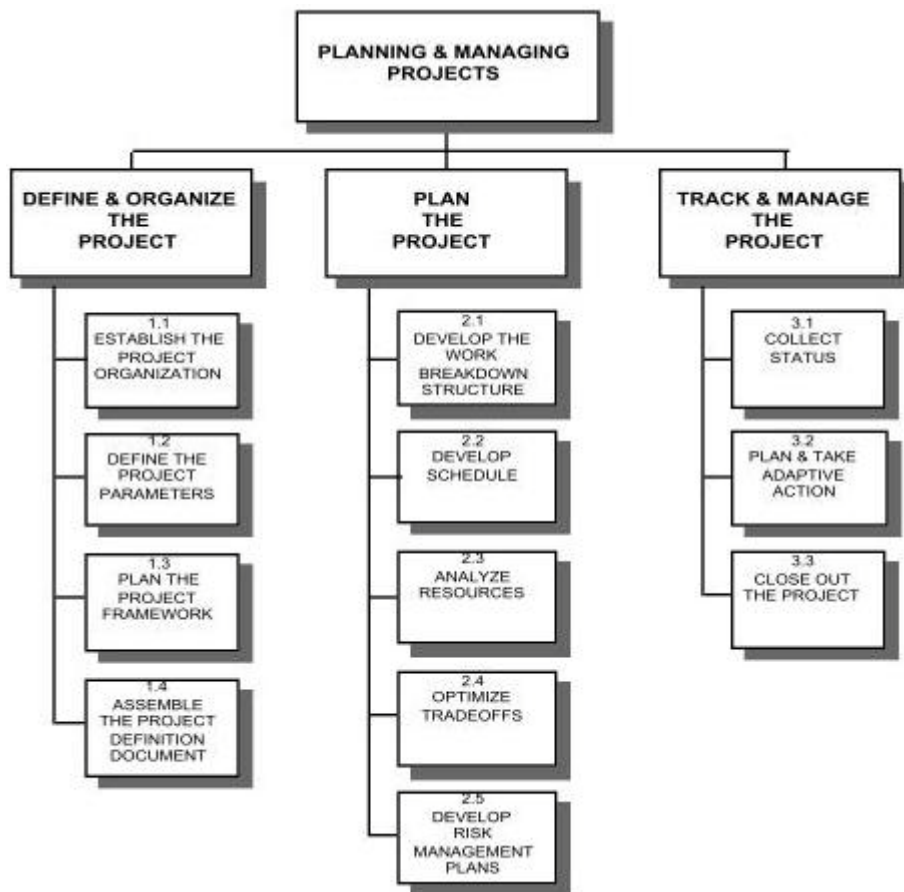 PLANNING & MANAGING
PROJECTS
DEFINE & ORGANIZE
THE
PROJECT
1.1
ESTABLISH THE
PROJECT
ORGANIZATION
1.2
DEFINE THE
PROJECT
PARAMETERS
1.3
PLAN THE
PROJECT
FRAMEWORK
1.4
ASSEMBLE
THE PROJECT
DEFINITION
DOCUMENT
PLAN
THE
PROJECT
2.1
DEVELOP THE
WORK
BREAKDOWN
STRUCTURE
2.2
DEVELOP
SCHEDULE
2.3
ANALYZE
RESOURCES
2.4
OPTIMIZE
TRADEOFFS
2.5
DEVELOP
RISK
MANAGEMENT
PLANS
TRACK & MANAGE
THE
PROJECT
3.1
COLLECT
STATUS
3.2
PLAN & TAKE
ADAPTIVE
ACTION
3.3
CLOSE OUT
THE PROJECT